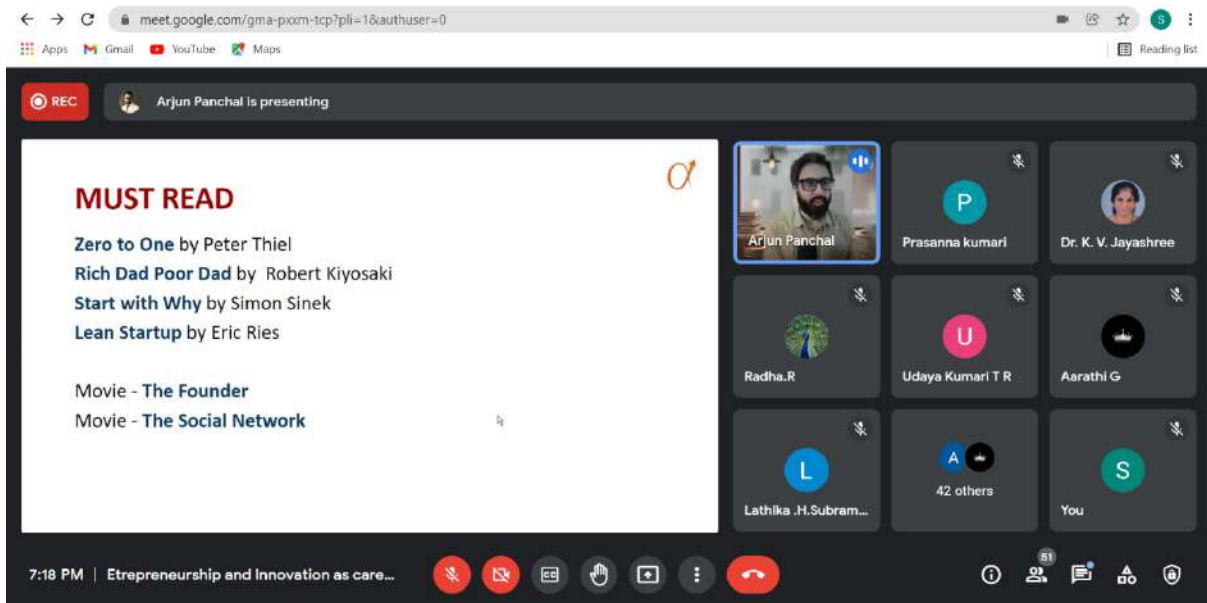 meet.google.com/gma-pxxm-tcp?pli=1&authuser=0
S
Apps Gmail YouTube Maps Reading list
REC Arjun Panchal is presenting
MUST READ
Zero to One by Peter Thiel
Rich Dad Poor Dad by Robert Kiyosaki
Start with Why by Simon Sinek
Lean Startup by Eric Ries
Movie - The Founder
Movie - The Social Network
Arjun Panchal
P
Prasanna kumari
Dr. K. V. Jayashree
Radha.R
U
Udaya Kumari T R
Aarathi G
L
Lathika .H.Subram...
A
42 others
S
You
7:18 PM | Etrepreneurship and Innovation as care...
CC
51